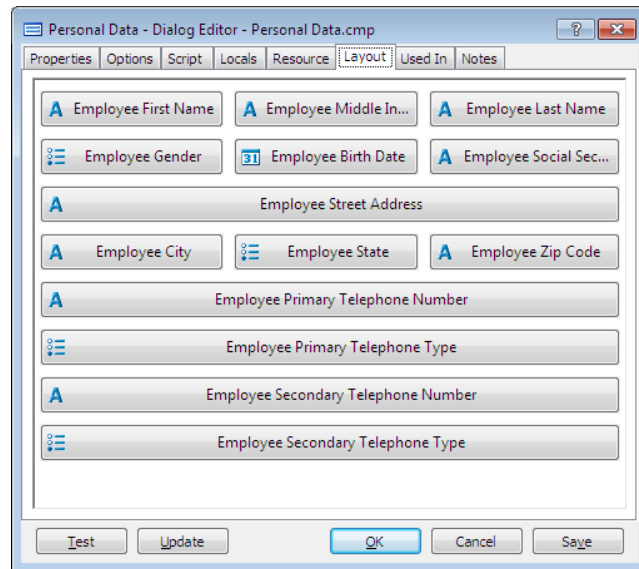 Personal Data - Dialog Editor - Personal Data.cmp
Properties Options Script Locals Resource Layout Used In Notes
A Employee First Name A Employee Middle In... A Employee Last Name
Employee Gender 31 Employee Birth Date A Employee Social Sec...
A Employee Street Address
A Employee City Employee State A Employee Zip Code
A Employee Primary Telephone Number
Employee Primary Telephone Type
A Employee Secondary Telephone Number
Employee Secondary Telephone Type
Test Update OK Cancel Save